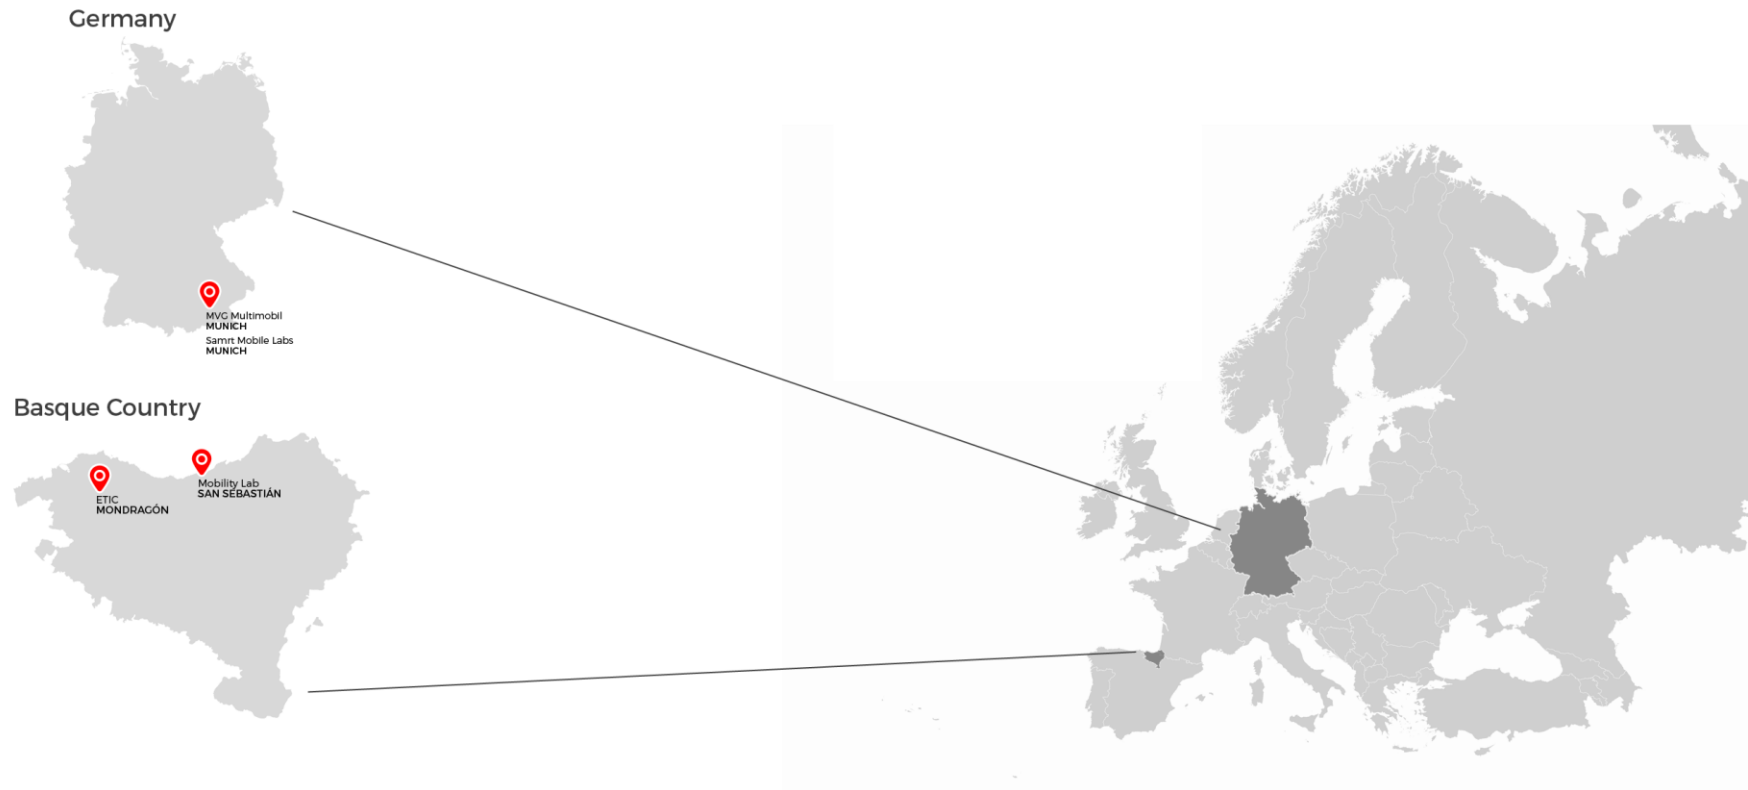 Germany
MVG Multimobil
MUNICH
Samrt Mobile Labs
MUNICH
Basque Country
Mobility Lab
SAN SEBASTIÁN
ETIC
MONDRAGÓN